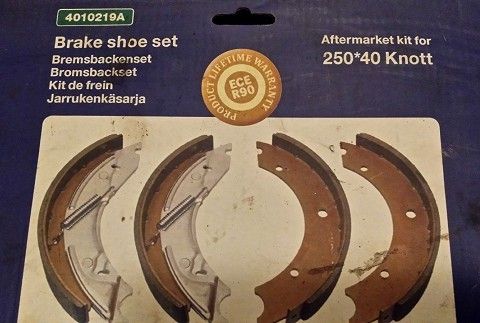 4010219A
Brake shoe set
Bremsbackenset
Bromsbackset
Kit de frein
Jarrukenkäsarja
PRODUCT LIFETIME WARRANTY
ECE
R90
Aftermarket kit for
250*40 Knott